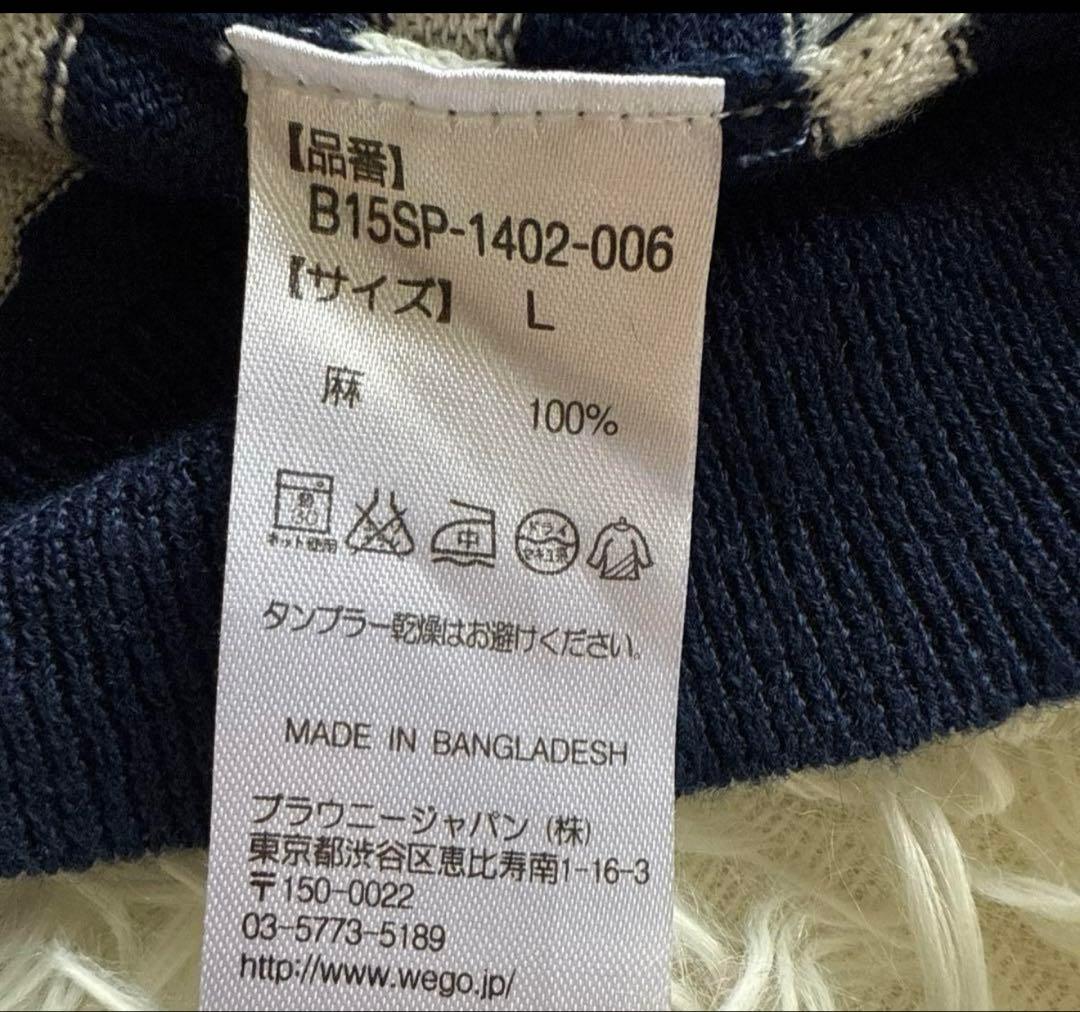 【品番】
B15SP-1402-006
【サイズ】 L
麻 100%
ネット使用
中
ドライ
タンブラー乾燥はお避けください。
MADE IN BANGLADESH
ブラウニージャパン(株)
東京都渋谷区恵比寿南1-16-3
〒150-0022
03-5773-5189
http://www.wego.jp/